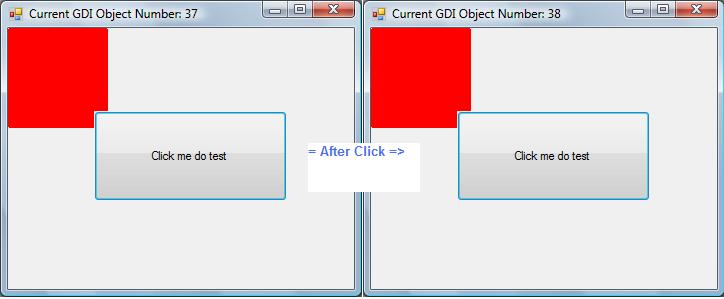 Current GDI Object Number: 37
Click me do test
= After Click =>
Current GDI Object Number: 38
Click me do test